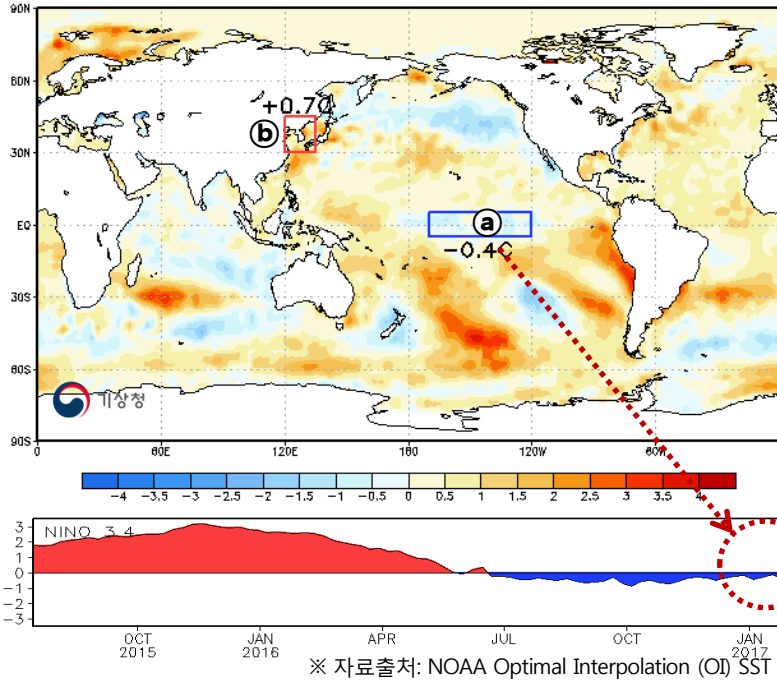 90N
60N
30N
EQ
30S
60S
90S
+0.7C
ⓑ
ⓐ
-0.4C
기상청
0 60E 120E 180 120W 60W
-4 -3.5 -3 -2.5 -2 -1.5 -1 -0.5 0 0.5 1 1.5 2 2.5 3 3.5 4
NINO 3.4
3
2
1
0
-1
-2
-3
OCT JAN APR JUL OCT JAN
2015 2016 2017
※ 자료출처: NOAA Optimal Interpolation (OI) SST